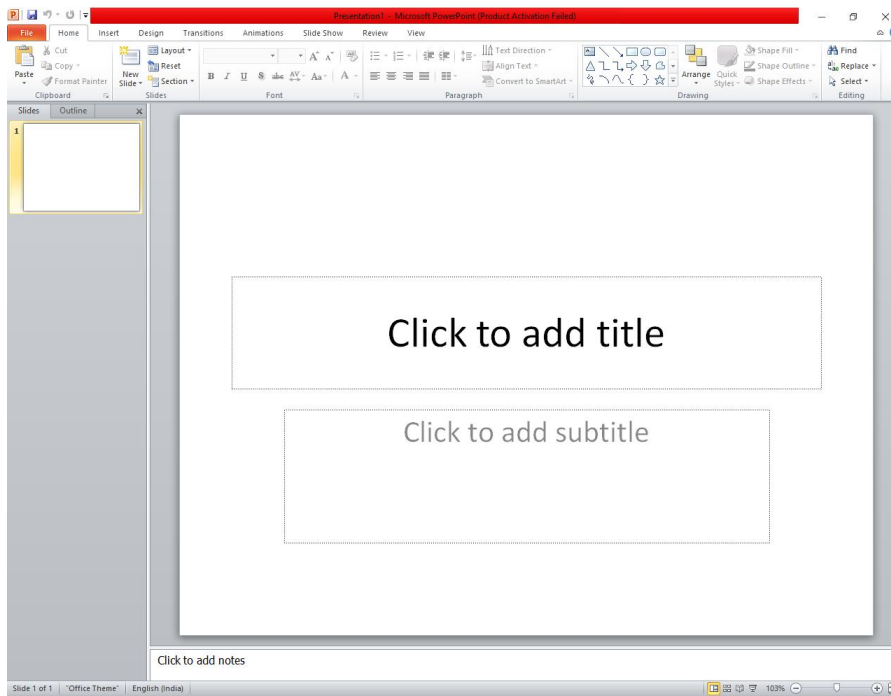 Presentation1 - Microsoft PowerPoint (Product Activation Failed)
File Home Insert Design Transitions Animations Slide Show Review View
Paste
Cut
Copy
Format Painter
Clipboard
New Slide
Layout
Reset
Section
Slides
B I U S abc AV Aa A
Font
Text Direction
Align Text
Convert to SmartArt
Paragraph
Arrange
Quick Styles
Shape Fill
Shape Outline
Shape Effects
Drawing
Find
Replace
Select
Editing
Slides Outline
1
Click to add title
Click to add subtitle
Click to add notes
Slide 1 of 1 "Office Theme" English (India) 103%